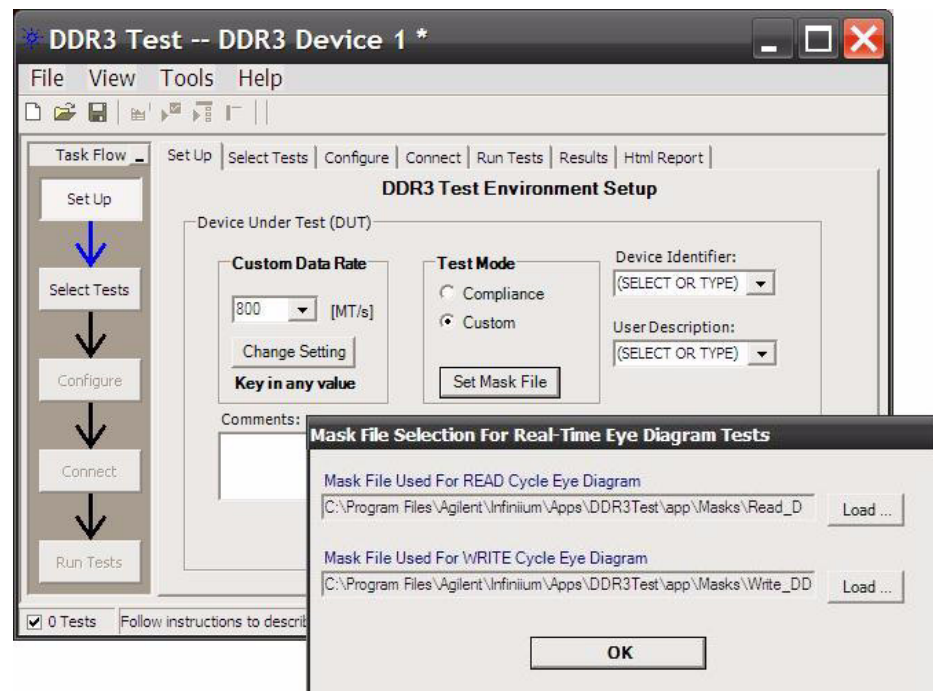 DDR3 Test -- DDR3 Device 1 *
File View Tools Help
Task Flow
Set Up
Select Tests
Configure
Connect
Run Tests
Set Up Select Tests Configure Connect Run Tests Results Html Report
DDR3 Test Environment Setup
Device Under Test (DUT)
Custom Data Rate
800 [MT/s]
Change Setting
Key in any value
Test Mode
Compliance
Custom
Set Mask File
Device Identifier:
(SELECT OR TYPE)
User Description:
(SELECT OR TYPE)
Comments:
0 Tests Follow instructions to describ
Mask File Selection For Real-Time Eye Diagram Tests
Mask File Used For READ Cycle Eye Diagram
C:\Program Files\Agilent\Infiniium\Apps\DDR3Test\app\Masks\Read_D Load ...
Mask File Used For WRITE Cycle Eye Diagram
C:\Program Files\Agilent\Infiniium\Apps\DDR3Test\app\Masks\Write_DD Load ...
OK